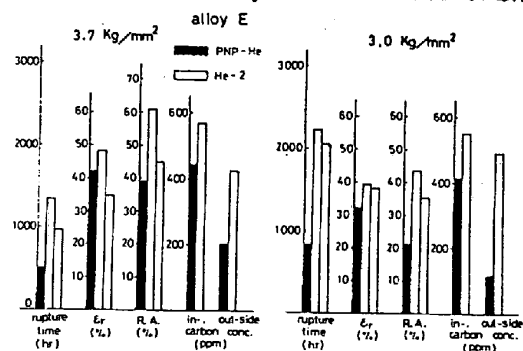 alloy E
3.7 Kg/mm²
3.0 Kg/mm²
PNP-He
He-2
3000
2000
1000
0
60
50
40
30
20
10
70
60
50
40
30
20
10
600
400
200
rupture time (hr)
εr (%)
R.A. (%)
in-. carbon (ppm)
out-side conc.
3000
2000
1000
60
50
40
30
20
10
60
50
40
30
20
10
600
400
200
rupture time (hr)
εr (%)
R.A. (%)
in-. carbon (ppm)
out-side conc.